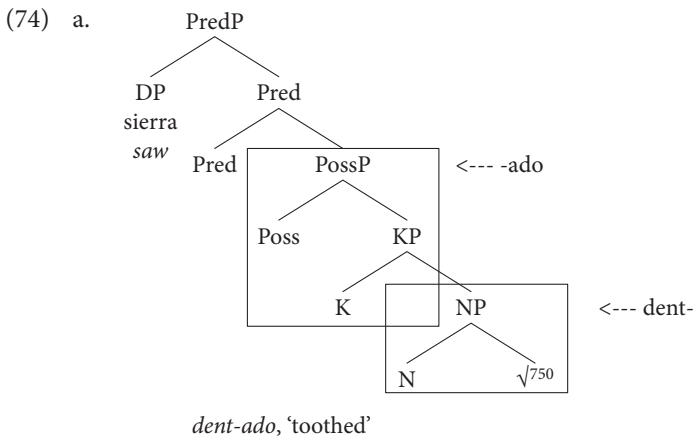 (74) a. PredP
DP Pred
sierra
saw
Pred PossP <--- -ado
Poss KP
K NP <--- dent-
N √750
dent-ado, ‘toothed’